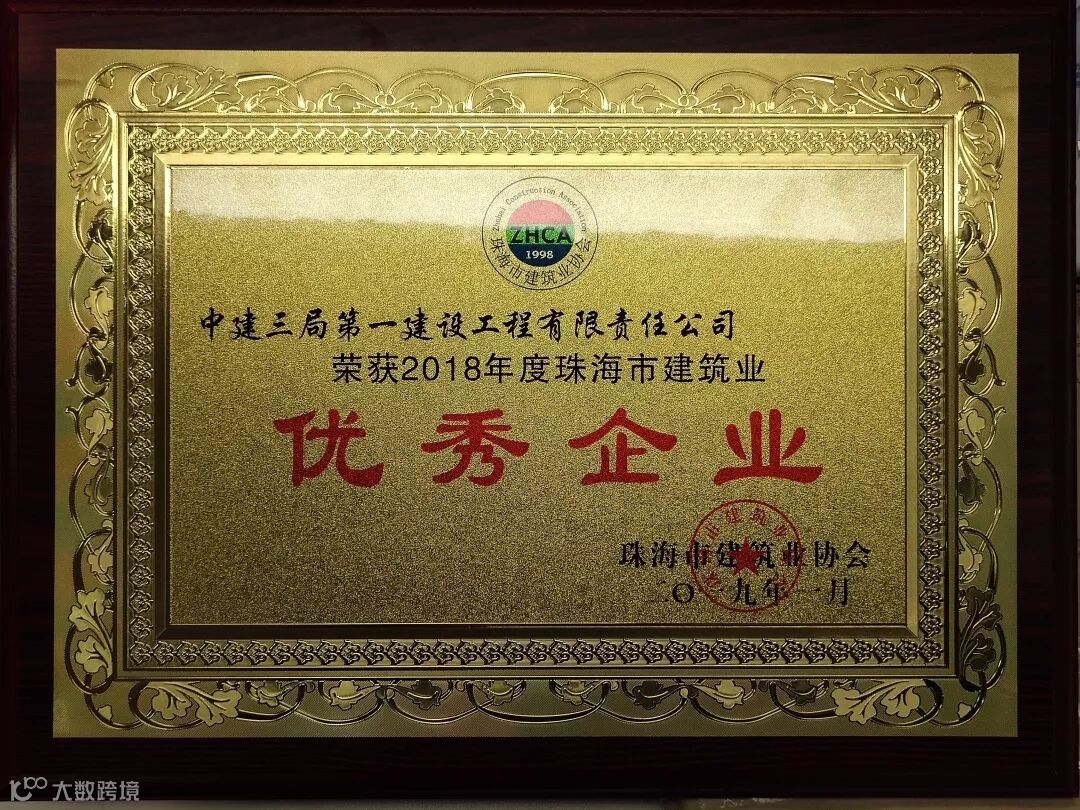 Zhuhai Construction Association
ZHCA
1998
珠海市建筑业协会
中建三局第一建设工程有限责任公司
荣获2018年度珠海市建筑业
优秀企业
珠海市建筑业协会
二〇一九年一月
大数跨境